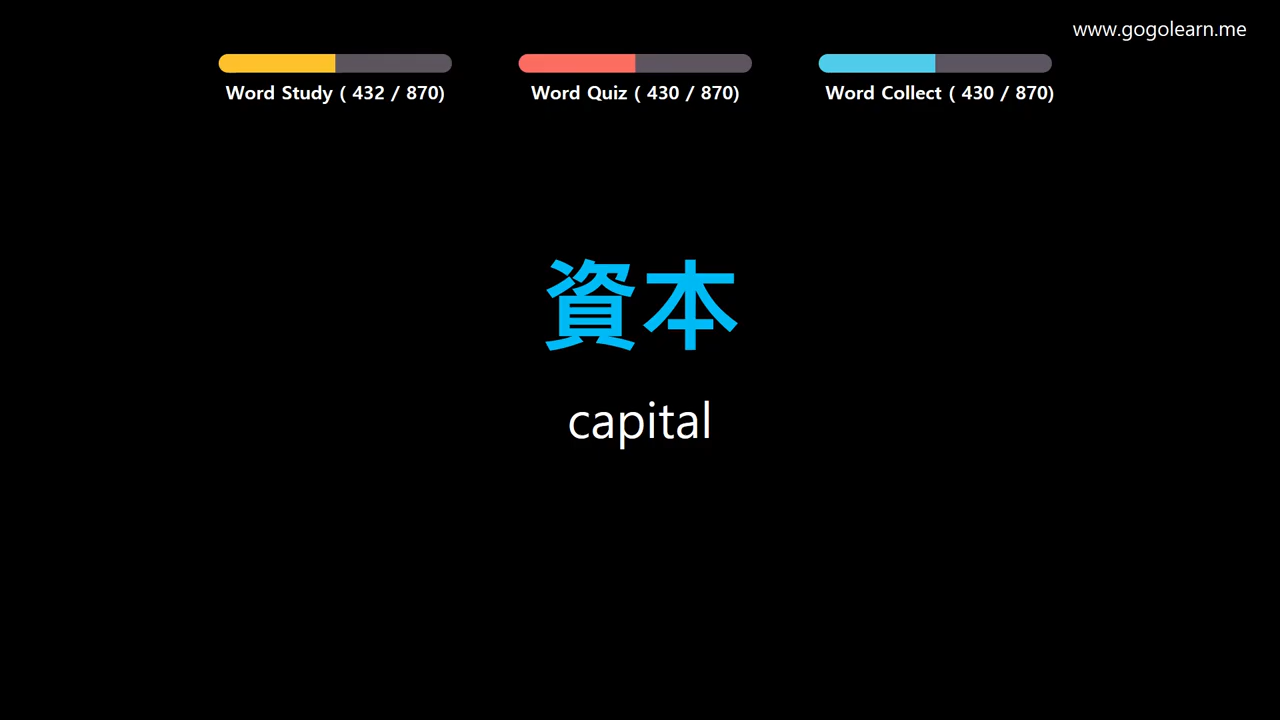 www.gogolearn.me
Word Study ( 432 / 870)
Word Quiz ( 430 / 870)
Word Collect ( 430 / 870)
資本
capital